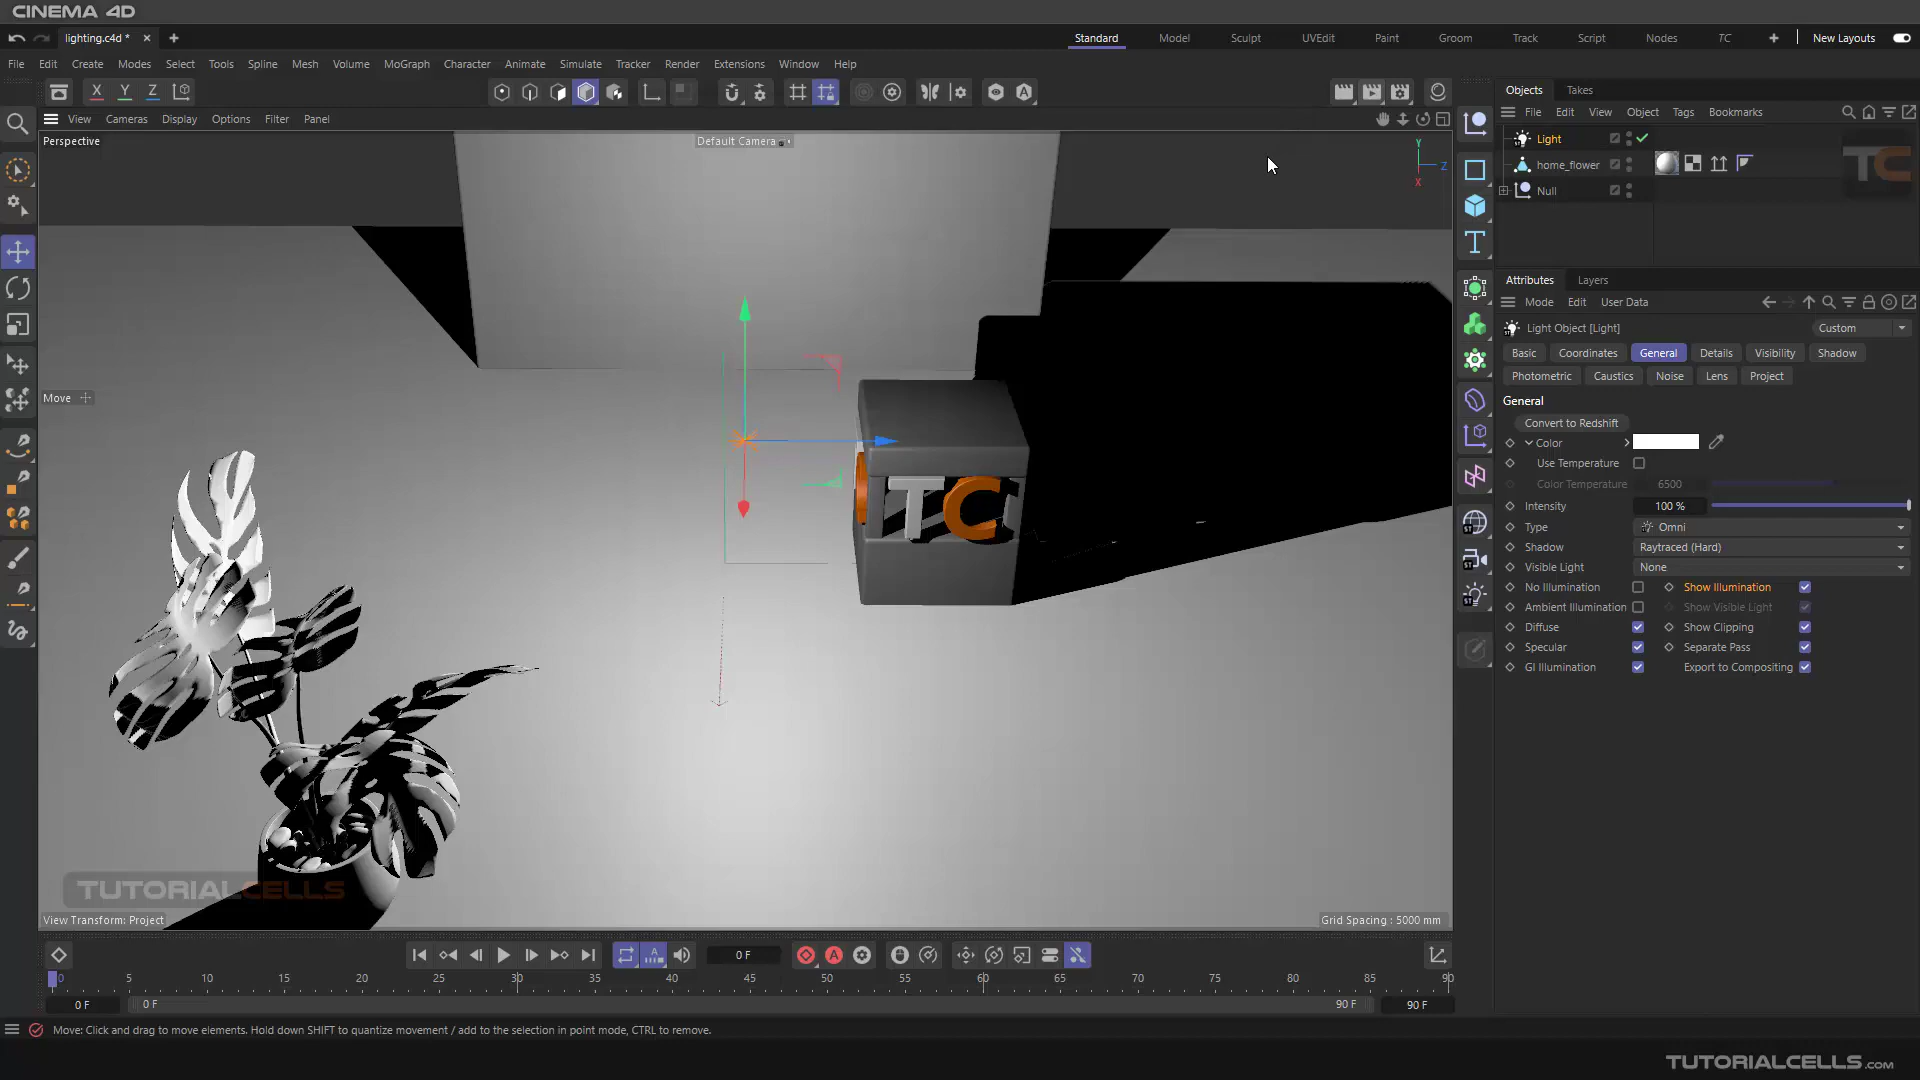 CINEMA 4D
lighting.c4d *
Standard
Model
Sculpt
UVEdit
Paint
Groom
Track
Script
Nodes
TC
New Layouts
File Edit Create Modes Select Tools Spline Mesh Volume MoGraph Character Animate Simulate Tracker Render Extensions Window Help
X Y Z
View Cameras Display Options Filter Panel
Perspective
Default Camera
Y
Z
X
Move
TC
TUTORIALCELLS
View Transform: Project
Grid Spacing : 5000 mm
Objects Takes
File Edit View Object Tags Bookmarks
Light
home_flower
Null
TC
Attributes Layers
Mode Edit User Data
Light Object [Light]
Custom
Basic Coordinates General Details Visibility Shadow
Photometric Caustics Noise Lens Project
General
Convert to Redshift
Color
Use Temperature
Color Temperature 6500
Intensity 100 %
Type Omni
Shadow Raytraced (Hard)
Visible Light None
No Illumination Show Illumination
Ambient Illumination Show Visible Light
Diffuse Show Clipping
Specular Separate Pass
GI Illumination Export to Compositing
0 F
0 5 10 15 20 25 30 35 40 45 50 55 60 65 70 75 80 85 90
0 F 0 F 90 F 90 F
Move: Click and drag to move elements. Hold down SHIFT to quantize movement / add to the selection in point mode, CTRL to remove.
TUTORIALCELLS.com